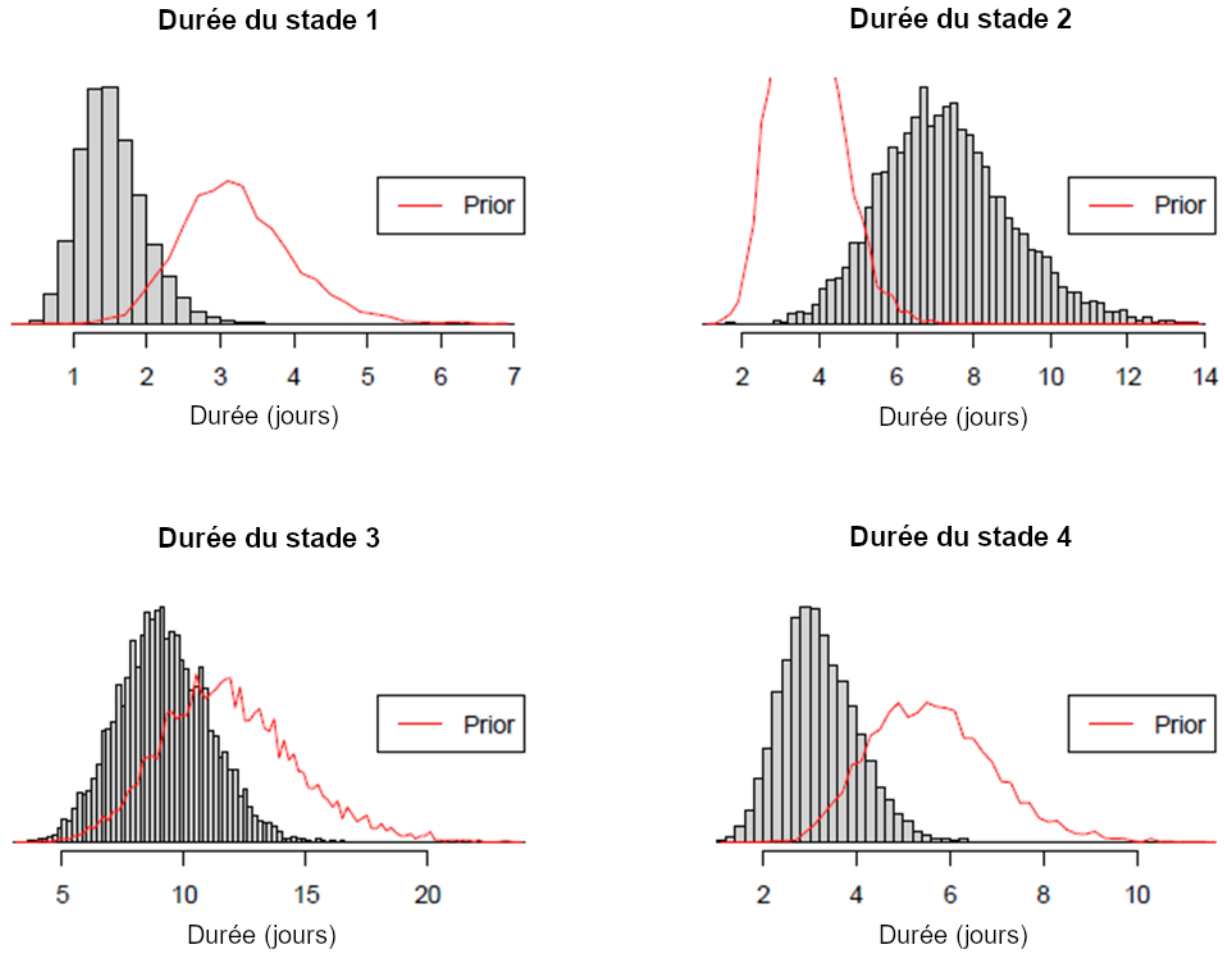 Durée du stade 1
Prior
1 2 3 4 5 6 7
Durée (jours)
Durée du stade 2
Prior
2 4 6 8 10 12 14
Durée (jours)
Durée du stade 3
Prior
5 10 15 20
Durée (jours)
Durée du stade 4
Prior
2 4 6 8 10
Durée (jours)